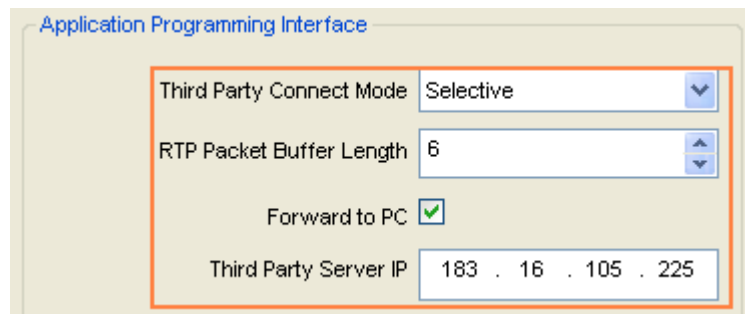 Application Programming Interface
Third Party Connect Mode Selective
RTP Packet Buffer Length 6
Forward to PC
Third Party Server IP 183 . 16 . 105 . 225